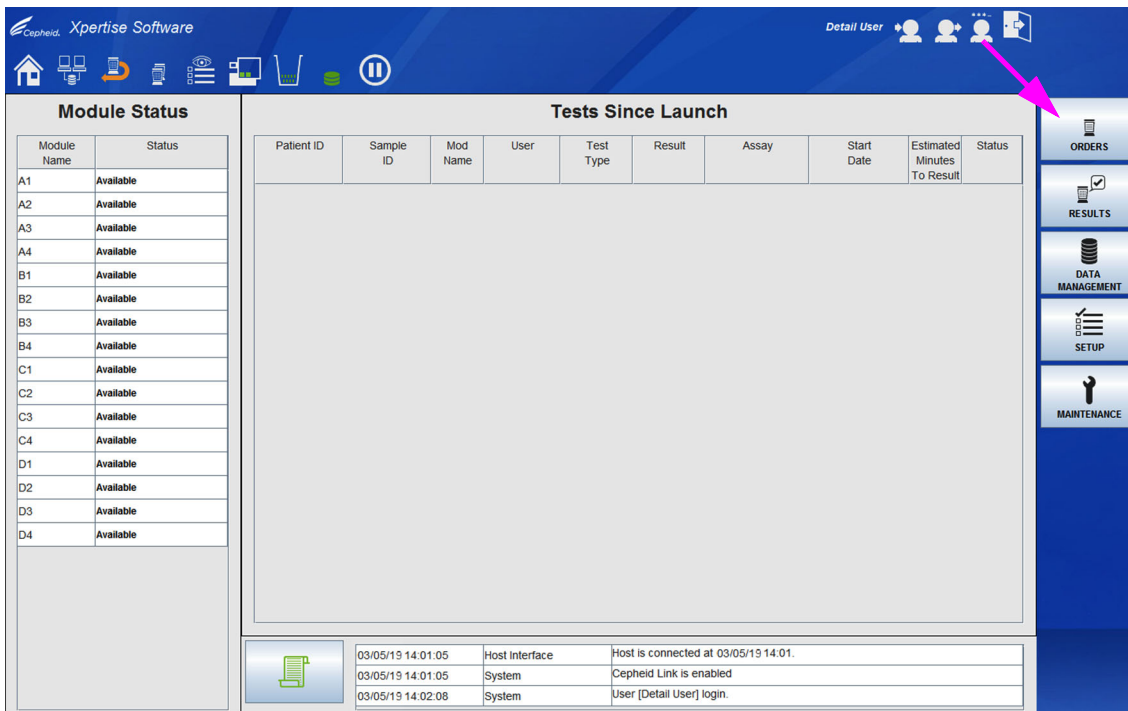 Cepheid. Xpertise Software
Detail User
Module Status
Module Name
Status
A1 Available
A2 Available
A3 Available
A4 Available
B1 Available
B2 Available
B3 Available
B4 Available
C1 Available
C2 Available
C3 Available
C4 Available
D1 Available
D2 Available
D3 Available
D4 Available
Tests Since Launch
Patient ID
Sample ID
Mod Name
User
Test Type
Result
Assay
Start Date
Estimated Minutes To Result
Status
03/05/19 14:01:05 Host Interface Host is connected at 03/05/19 14:01.
03/05/19 14:01:05 System Cepheid Link is enabled
03/05/19 14:02:08 System User [Detail User] login.
ORDERS
RESULTS
DATA
MANAGEMENT
SETUP
MAINTENANCE